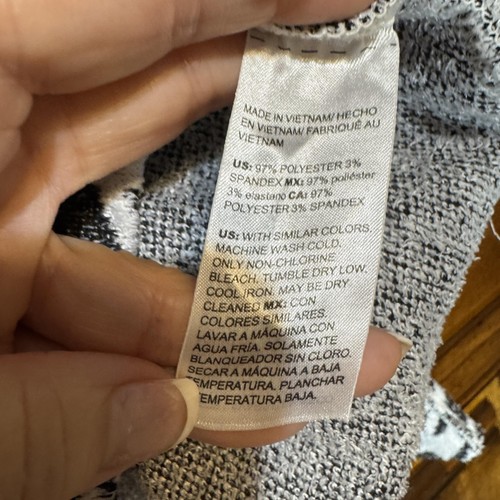 MADE IN VIETNAM/ HECHO
EN VIETNAM/ FABRIQUÉ AU
VIETNAM
US: 97% POLYESTER 3%
SPANDEX MX: 97% poliéster
3% elastano CA: 97%
POLYESTER 3% SPANDEX
US: WITH SIMILAR COLORS,
MACHINE WASH COLD,
ONLY NON-CHLORINE
BLEACH, TUMBLE DRY LOW,
COOL IRON, MAY BE DRY
CLEANED MX: CON
COLORES SIMILARES,
LAVAR A MÁQUINA CON
AGUA FRÍA, SOLAMENTE
BLANQUEADOR SIN CLORO,
SECAR A MÁQUINA A BAJA
TEMPERATURA, PLANCHAR
TEMPERATURA BAJA,